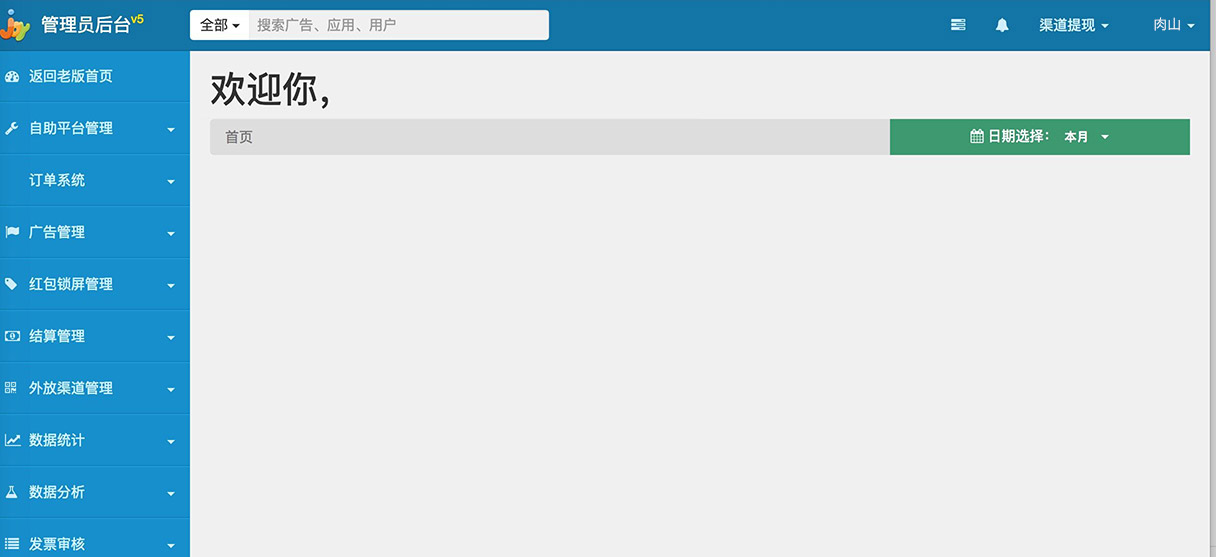 joy 管理员后台v5
全部 搜索广告、应用、用户
渠道提现 肉山
返回老版首页
自助平台管理
订单系统
广告管理
红包锁屏管理
结算管理
外放渠道管理
数据统计
数据分析
发票审核
欢迎你，
首页
日期选择： 本月